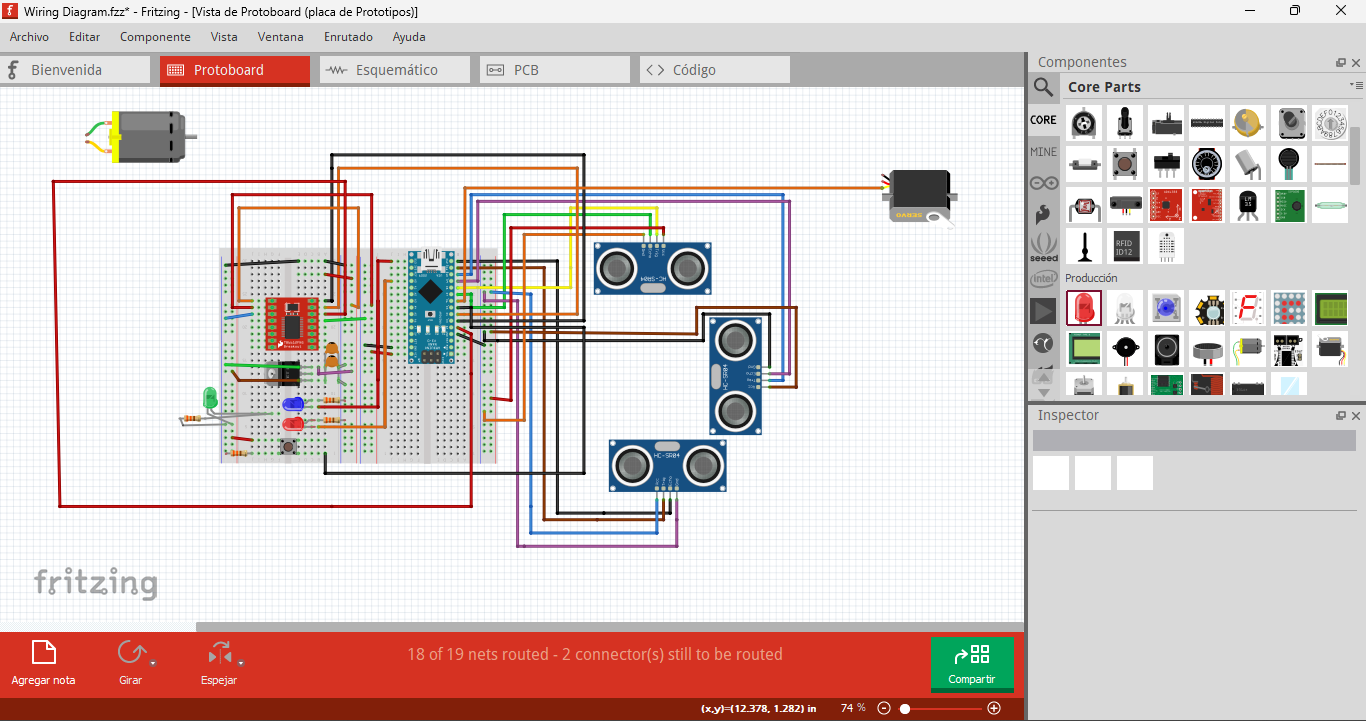 Wiring Diagram.fzz* - Fritzing - [Vista de Protoboard (placa de Prototipos)]
Archivo Editar Componente Vista Ventana Enrutado Ayuda
Bienvenida Protoboard Esquemático PCB Código
Componentes
Core Parts
CORE
MINE
seeed
intel
RFID
ID12
Producción
SERVO
HC-SR04
HC-SR04
HC-SR04
Inspector
fritzing
18 of 19 nets routed - 2 connector(s) still to be routed
Agregar nota Girar Espejar Compartir
(x,y)=(12.378, 1.282) in 74 %